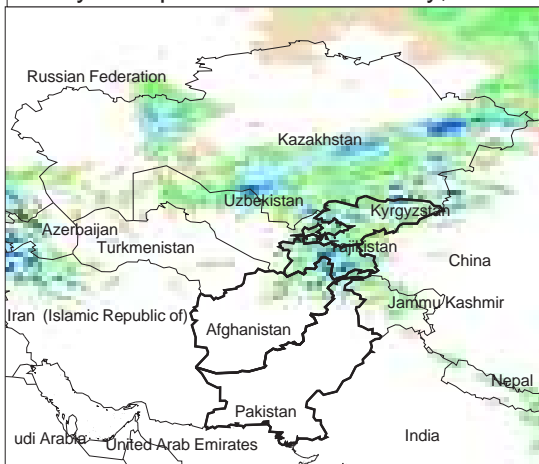 Russian Federation
Kazakhstan
Uzbekistan
Kyrgyzstan
Azerbaijan
Turkmenistan
Tajikistan
China
Jammu/Kashmir
Iran (Islamic Republic of)
Afghanistan
Nepal
Pakistan
udi Arabia
United Arab Emirates
India